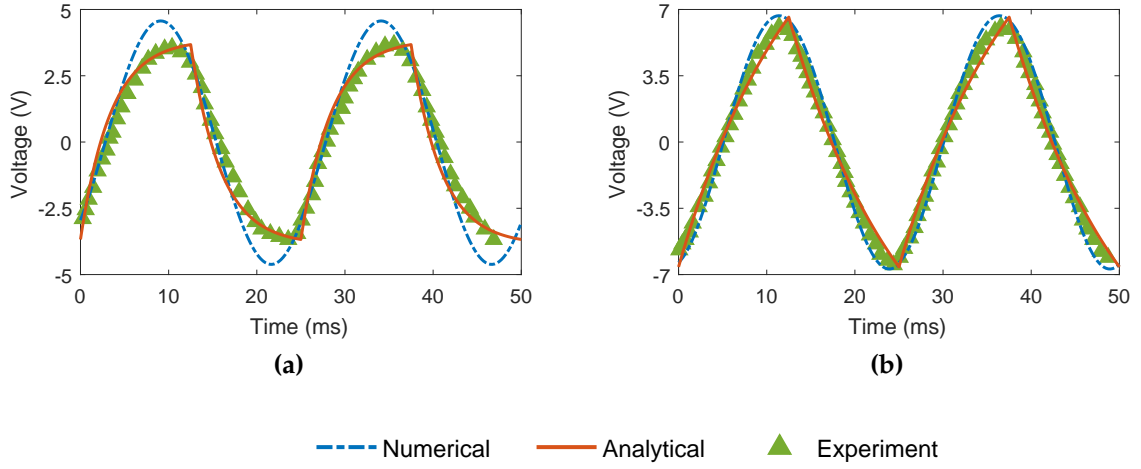 5
2.5
0
-2.5
-5
Voltage (V)
0 10 20 30 40 50
Time (ms)
(a)
7
3.5
0
-3.5
-7
Voltage (V)
0 10 20 30 40 50
Time (ms)
(b)
Numerical Analytical Experiment